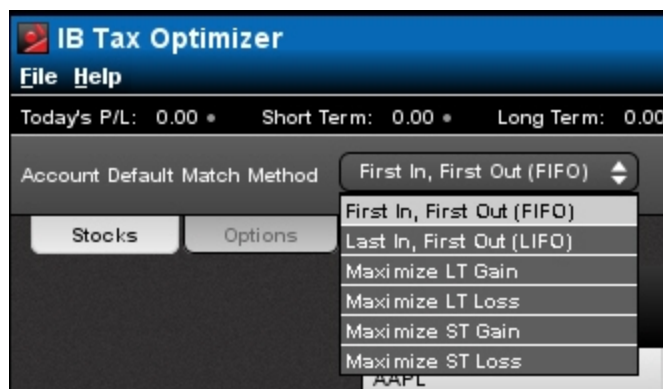 IB Tax Optimizer
File Help
Today's P/L: 0.00 Short Term: 0.00 Long Term: 0.00
Account Default Match Method First In, First Out (FIFO)
Stocks Options
First In, First Out (FIFO)
Last In, First Out (LIFO)
Maximize LT Gain
Maximize LT Loss
Maximize ST Gain
Maximize ST Loss
AAPL